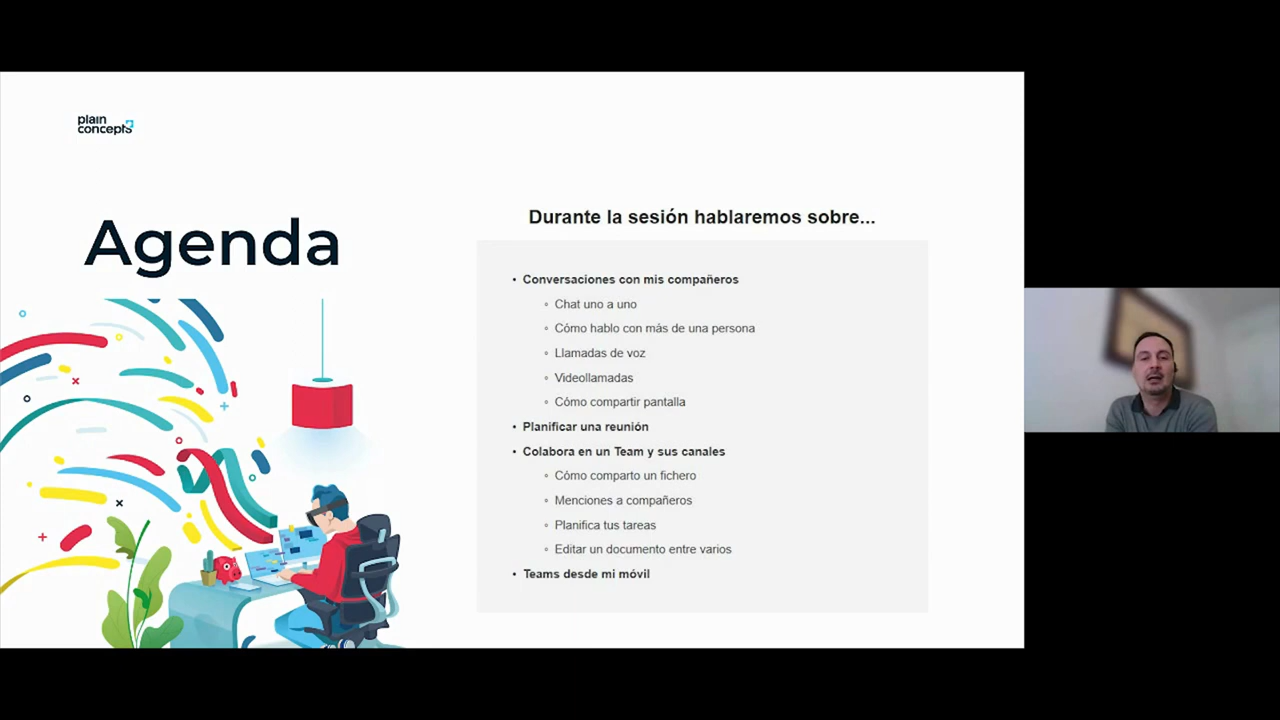 plain
concepts
Agenda
Durante la sesión hablaremos sobre...
• Conversaciones con mis compañeros
◦ Chat uno a uno
◦ Cómo hablo con más de una persona
◦ Llamadas de voz
◦ Videollamadas
◦ Cómo compartir pantalla
• Planificar una reunión
• Colabora en un Team y sus canales
◦ Cómo comparto un fichero
◦ Menciones a compañeros
◦ Planifica tus tareas
◦ Editar un documento entre varios
• Teams desde mi móvil